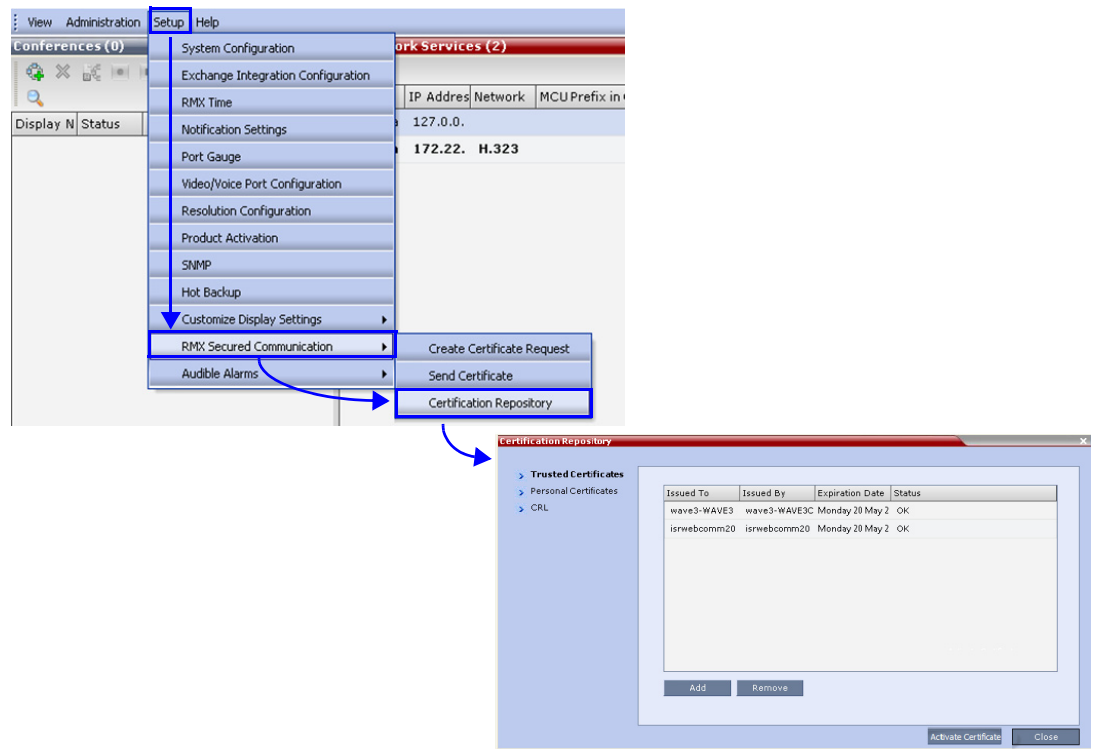 View Administration Setup Help
Conferences (0)
ork Services (2)
IP Addres Network MCU Prefix in
Display N Status
127.0.0.
172.22. H.323
System Configuration
Exchange Integration Configuration
RMX Time
Notification Settings
Port Gauge
Video/Voice Port Configuration
Resolution Configuration
Product Activation
SNMP
Hot Backup
Customize Display Settings
RMX Secured Communication
Audible Alarms
Create Certificate Request
Send Certificate
Certification Repository
Certification Repository
Trusted Certificates
Personal Certificates
CRL
Issued To Issued By Expiration Date Status
wave3-WAVE3 wave3-WAVE3C Monday 20 May 2 OK
isrwebcomm20 isrwebcomm20 Monday 20 May 2 OK
Add Remove
Activate Certificate Close